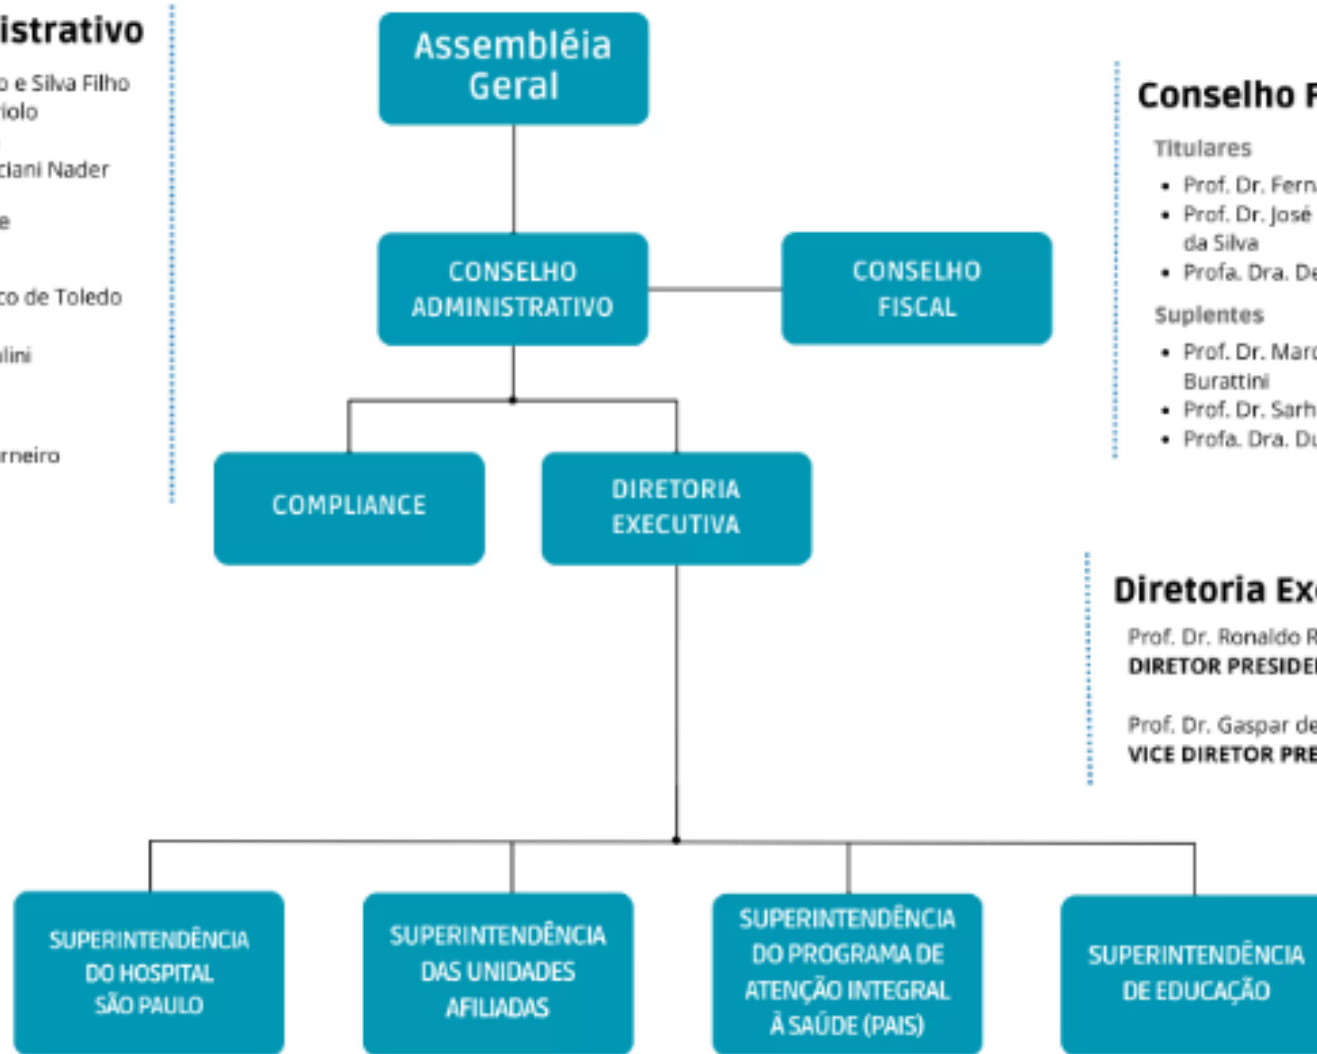 istrativo
o e Silva Filho
iolo
ciani Nader
e
co de Toledo
lini
rneiro
Assembléia
Geral
CONSELHO
ADMINISTRATIVO
CONSELHO
FISCAL
COMPLIANCE
DIRETORIA
EXECUTIVA
Conselho F
Titulares
Prof. Dr. Fern
Prof. Dr. José
da Silva
Profa. Dra. De
Suplentes
Prof. Dr. Marc
Burattini
Prof. Dr. Sarh
Profa. Dra. Du
Diretoria Exe
Prof. Dr. Ronaldo R
DIRETOR PRESIDE
Prof. Dr. Gaspar de
VICE DIRETOR PRE
SUPERINTENDÊNCIA
DO HOSPITAL
SÃO PAULO
SUPERINTENDÊNCIA
DAS UNIDADES
AFILIADAS
SUPERINTENDÊNCIA
DO PROGRAMA DE
ATENÇÃO INTEGRAL
À SAÚDE (PAIS)
SUPERINTENDÊNCIA
DE EDUCAÇÃO